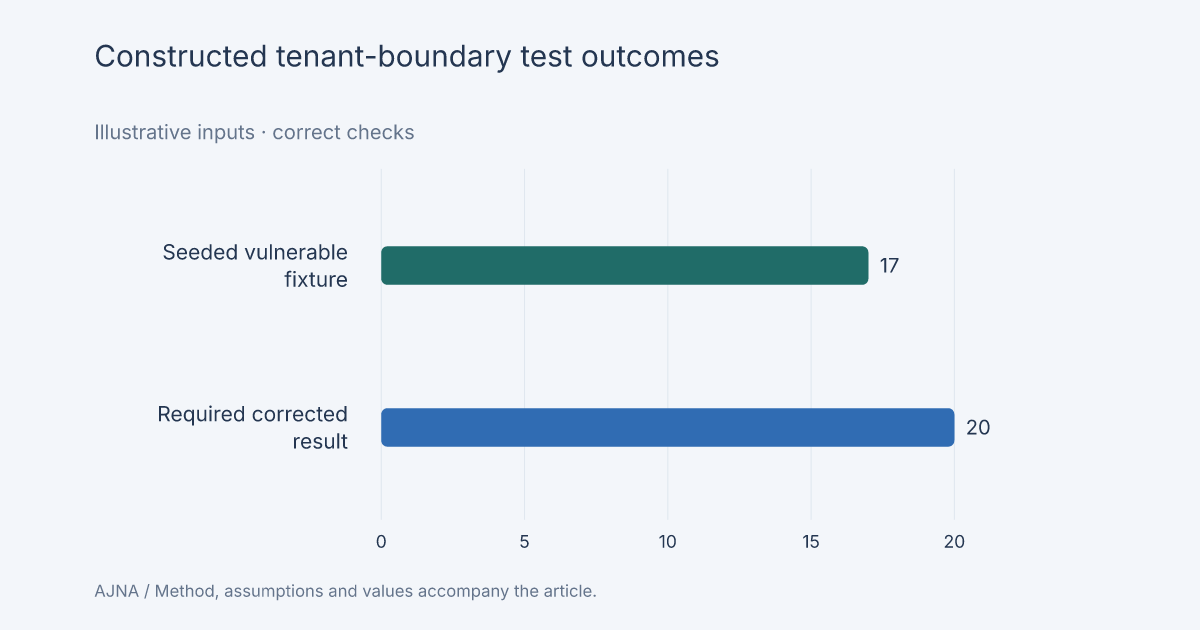 Constructed tenant-boundary test outcomes
Illustrative inputs · correct checks
Seeded vulnerable
fixture
17
Required corrected
result
20
0 5 10 15 20
AJNA / Method, assumptions and values accompany the article.